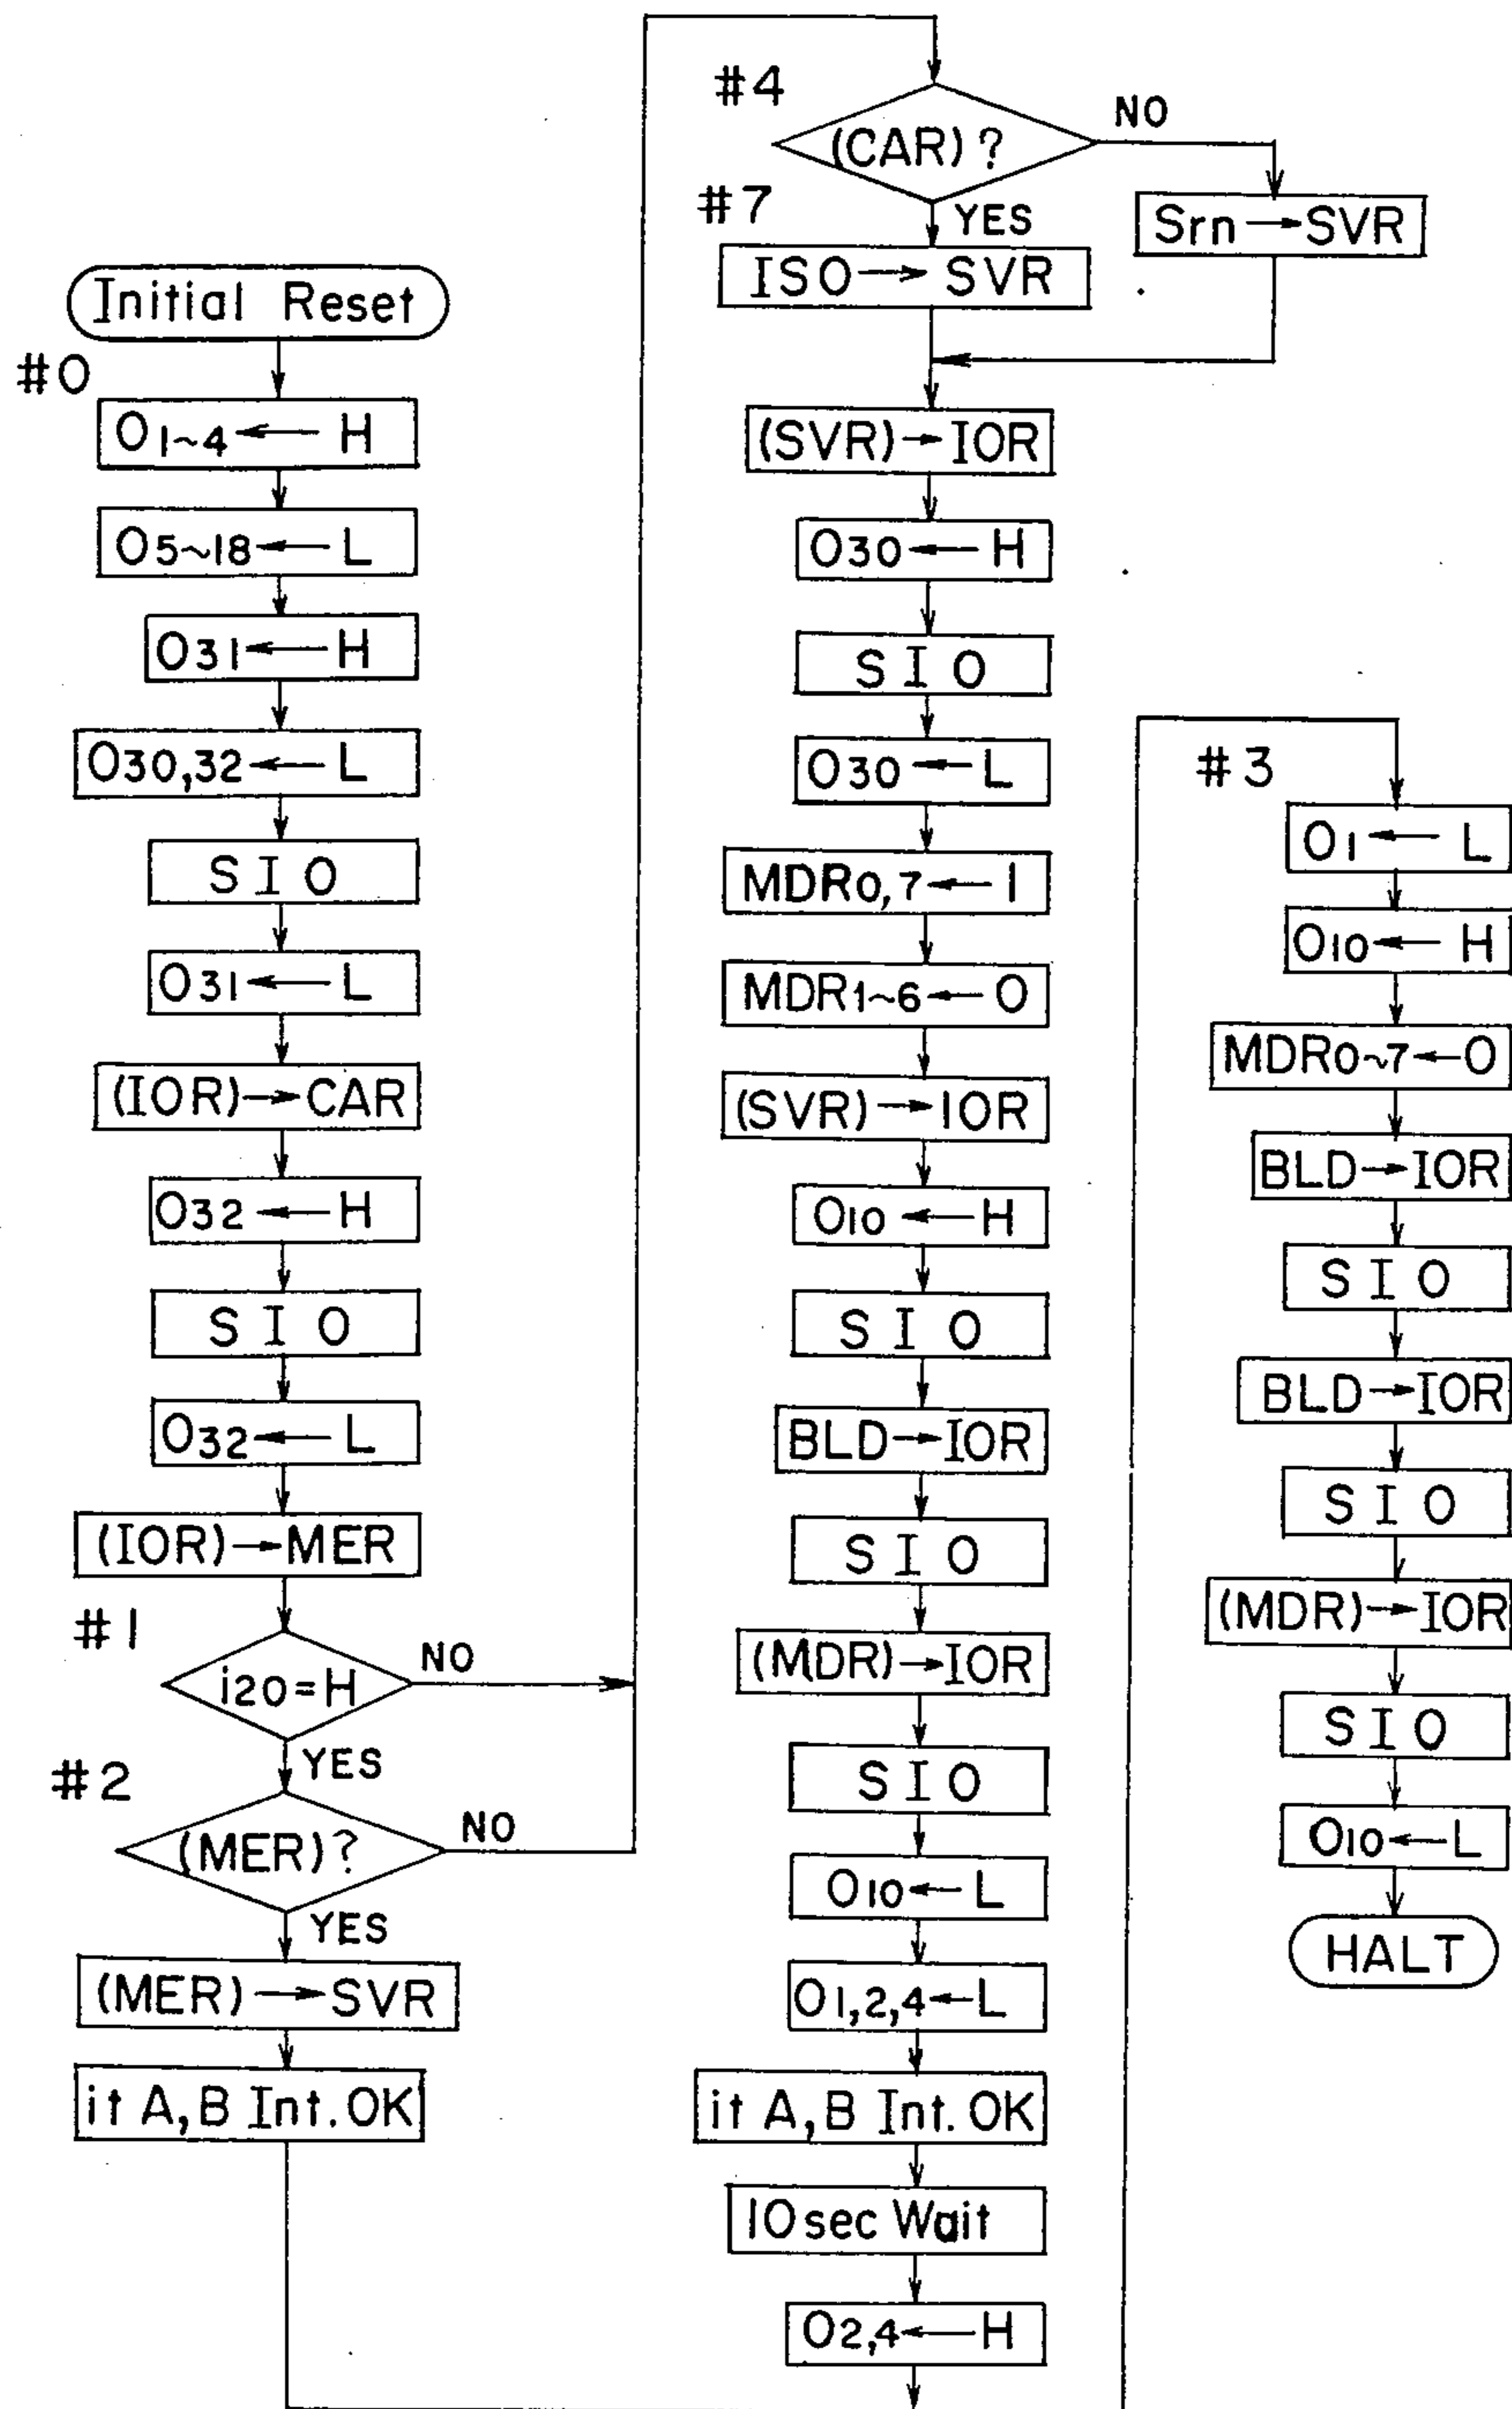 Initial Reset
#0
O1~4 ← H
O5~18 ← L
O31 ← H
O30,32 ← L
SIO
O31 ← L
(IOR) → CAR
O32 ← H
SIO
O32 ← L
(IOR) → MER
#1
i20=H
NO
YES
#2
(MER)?
NO
YES
(MER) → SVR
it A, B Int. OK
#4
(CAR)?
NO
Srn → SVR
#7
YES
ISO → SVR
(SVR) → IOR
O30 ← H
SIO
O30 ← L
MDR0,7 ← 1
MDR1~6 ← 0
(SVR) → IOR
O10 ← H
SIO
BLD → IOR
SIO
(MDR) → IOR
SIO
O10 ← L
O1,2,4 ← L
it A, B Int. OK
10sec Wait
O2,4 ← H
#3
O1 ← L
O10 ← H
MDR0~7 ← 0
BLD → IOR
SIO
BLD → IOR
SIO
(MDR) → IOR
SIO
O10 ← L
HALT